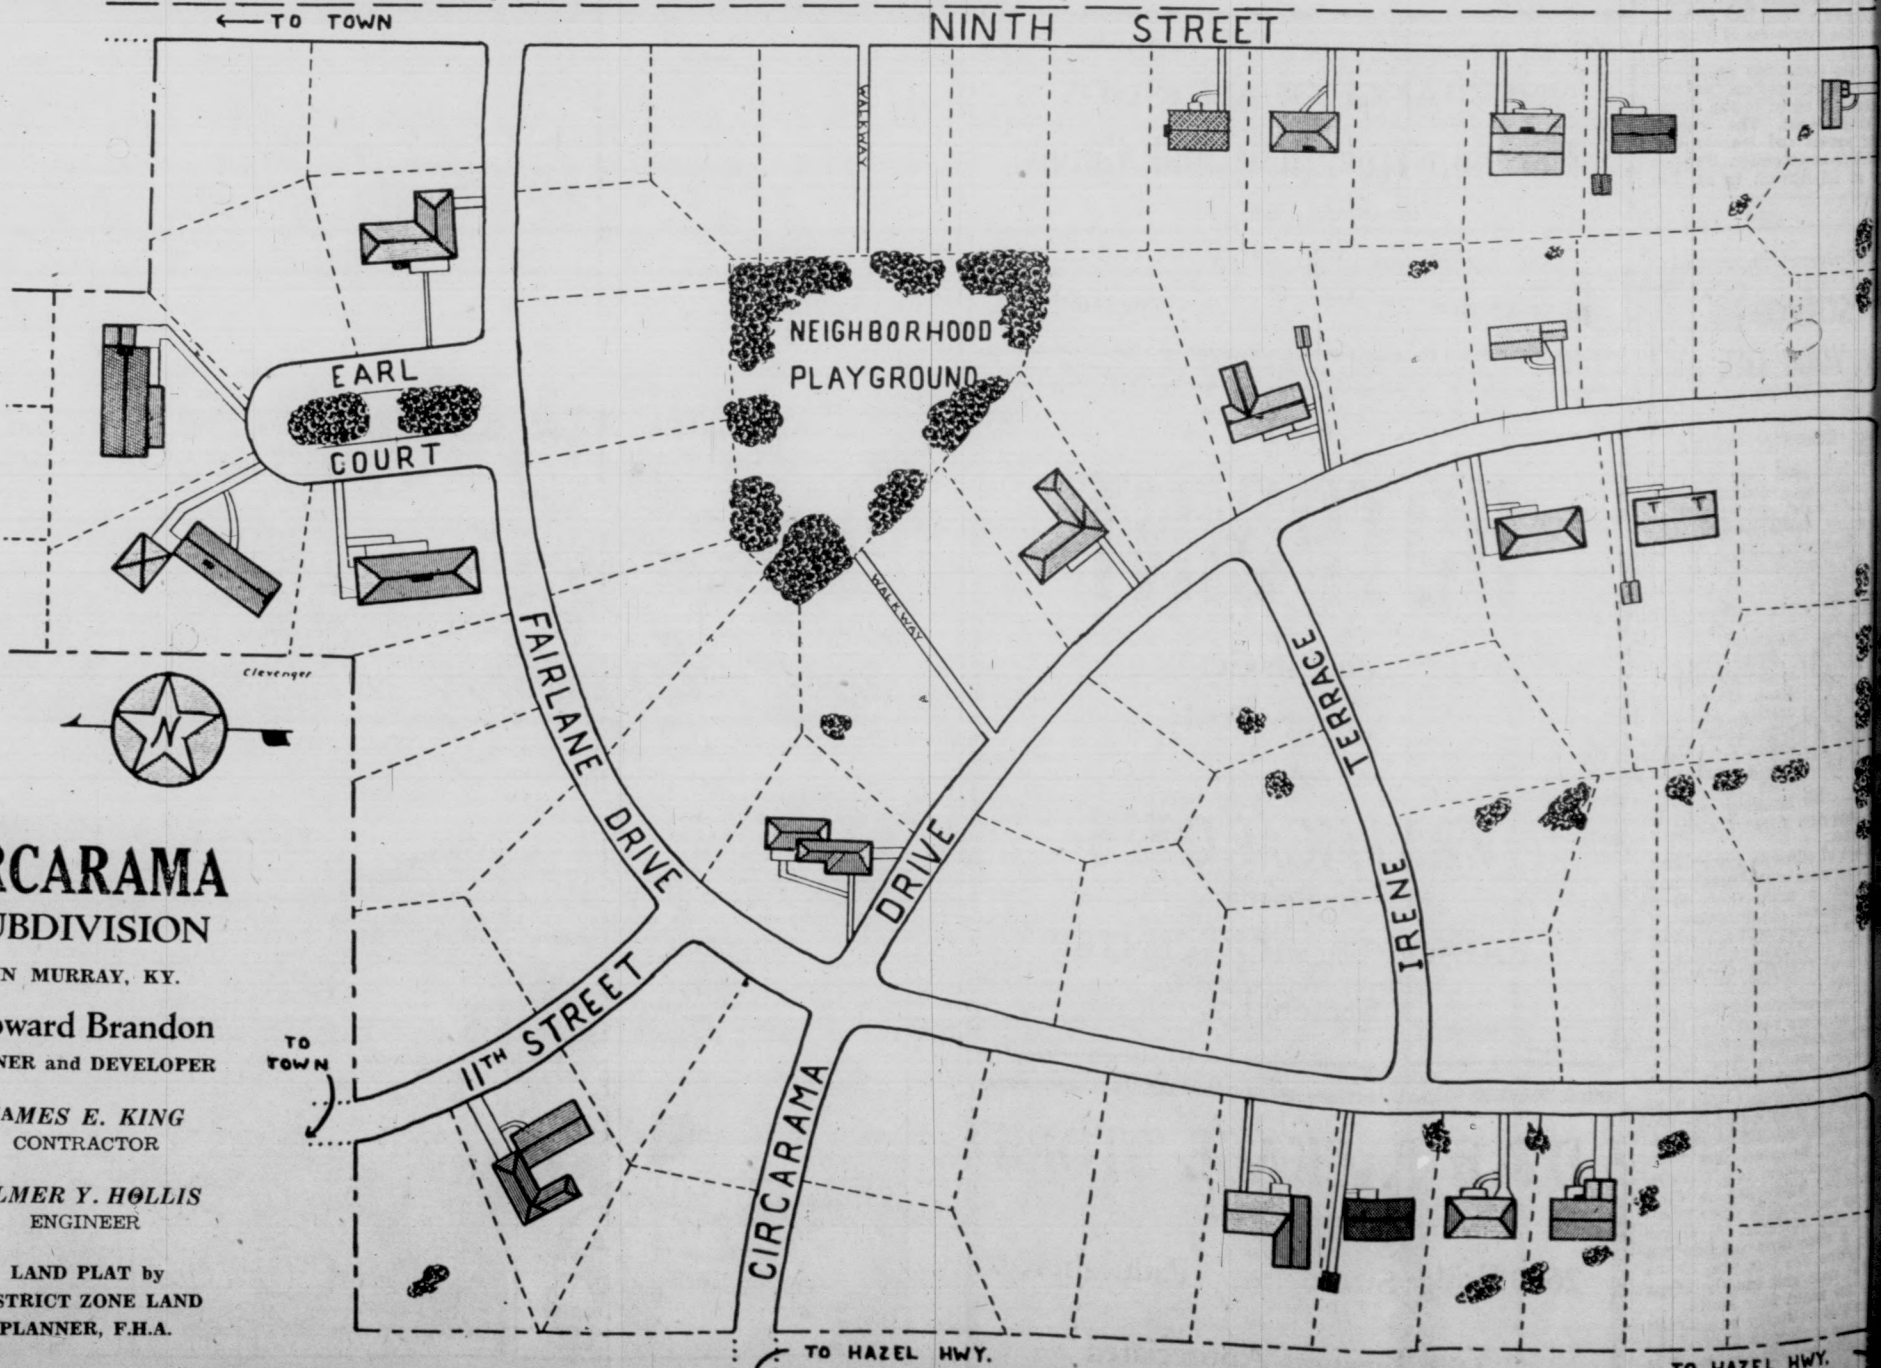 ← TO TOWN
NINTH STREET
WALKWAY
NEIGHBORHOOD
PLAYGROUND
EARL
COURT
WALKWAY
T T
FAIRLANE DRIVE
IRENE TERRACE
Clevenger
N
CIRCARAMA DRIVE
RCARAMA
UBDIVISION
N MURRAY, KY.
oward Brandon
NER and DEVELOPER
AMES E. KING
CONTRACTOR
LMER Y. HOLLIS
ENGINEER
LAND PLAT by
STRICT ZONE LAND
PLANNER, F.H.A.
TO
TOWN
11TH STREET
TO HAZEL HWY.
TO HAZEL HWY.